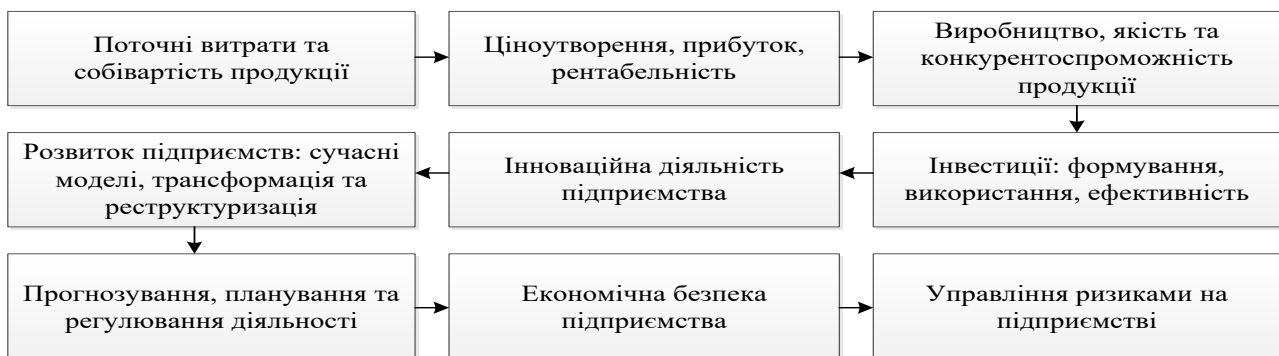 Поточні витрати та
собівартість продукції
Ціноутворення, прибуток,
рентабельність
Виробництво, якість та
конкурентоспроможність
продукції
Інвестиції: формування,
використання, ефективність
Інноваційна діяльність
підприємства
Розвиток підприємств: сучасні
моделі, трансформація та
реструктуризація
Прогнозування, планування та
регулювання діяльності
Економічна безпека
підприємства
Управління ризиками на
підприємстві